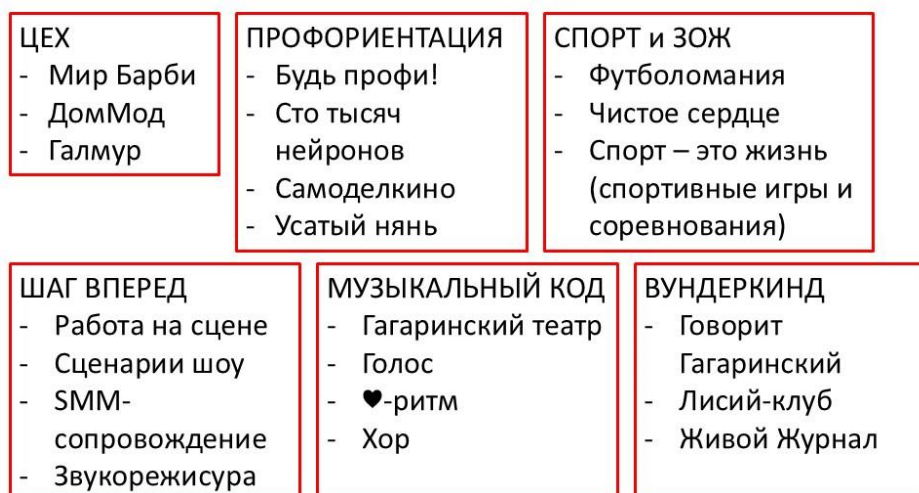 ЦЕХ
- Мир Барби
- ДомМод
- Галмур
ПРОФОРИЕНТАЦИЯ
- Будь профи!
- Сто тысяч
нейронов
- Самоделкино
- Усатый нянь
СПОРТ и ЗОЖ
- Футболомания
- Чистое сердце
- Спорт – это жизнь
(спортивные игры и
соревнования)
ШАГ ВПЕРЕД
- Работа на сцене
- Сценарии шоу
- SMM-
сопровождение
- Звукорежисура
МУЗЫКАЛЬНЫЙ КОД
- Гагаринский театр
- Голос
- ♥-ритм
- Хор
ВУНДЕРКИНД
- Говорит
Гагаринский
- Лисий-клуб
- Живой Журнал